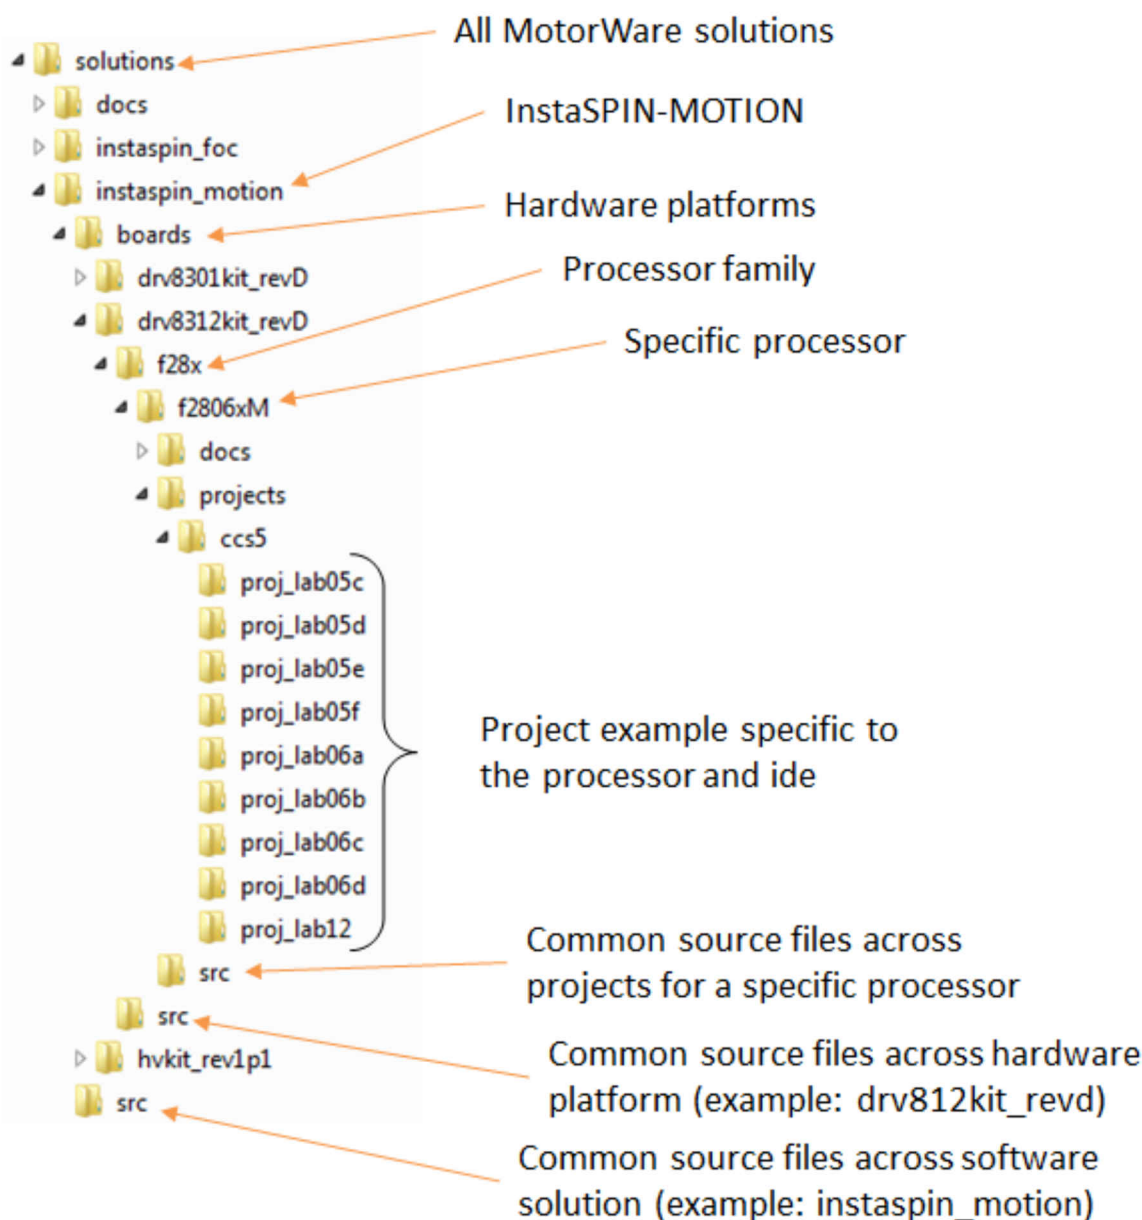 All MotorWare solutions
solutions
docs
InstaSPIN-MOTION
instaspin_foc
instaspin_motion
Hardware platforms
boards
Processor family
drv8301kit_revD
drv8312kit_revD
Specific processor
f28x
f2806xM
docs
projects
ccs5
proj_lab05c
proj_lab05d
proj_lab05e
proj_lab05f
proj_lab06a
proj_lab06b
proj_lab06c
proj_lab06d
proj_lab12
Project example specific to
the processor and ide
src
Common source files across
projects for a specific processor
src
Common source files across hardware
platform (example: drv812kit_revd)
hvkit_rev1p1
src
Common source files across software
solution (example: instaspin_motion)